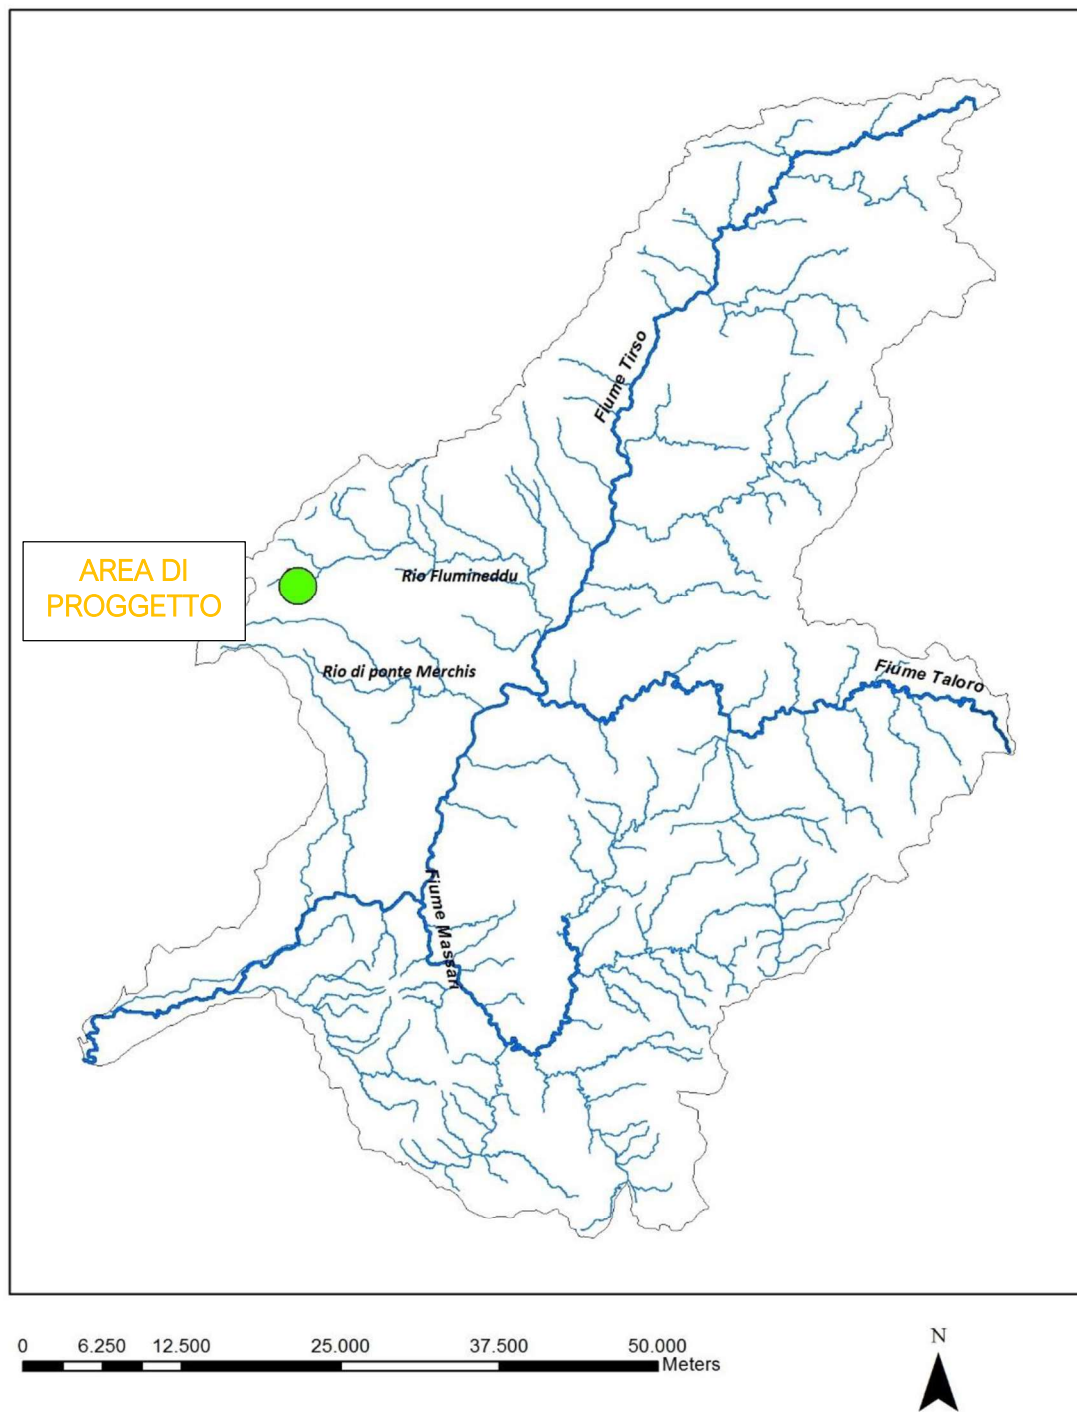 Fiume Tirso
AREA DI
PROGGETTO
Rio Flumineddu
Rio di ponte Merchis
Fiume Taloro
Fiume Massari
0 6.250 12.500 25.000 37.500 50.000
Meters
N